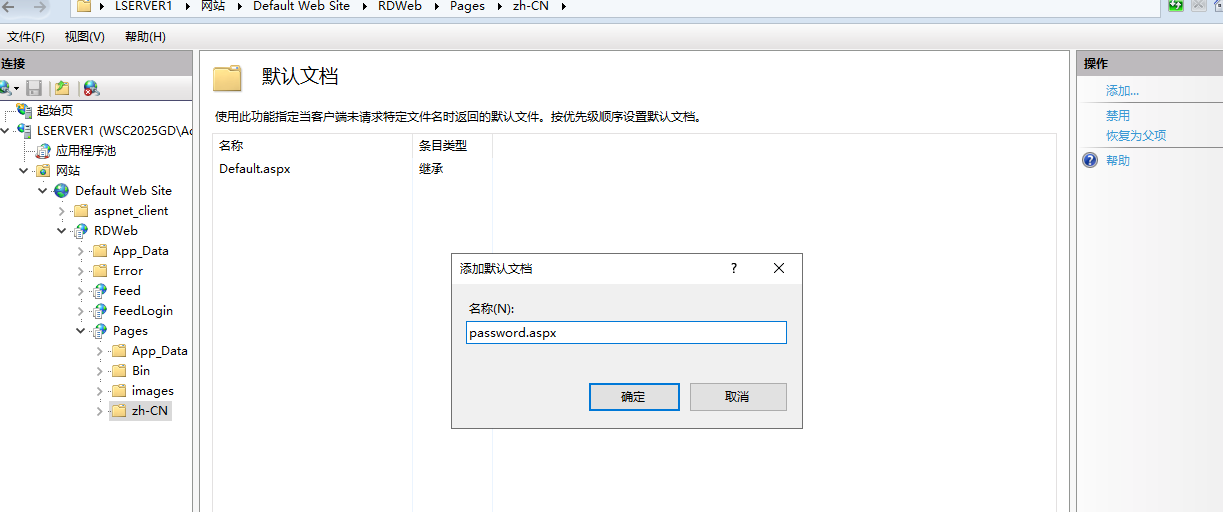 LSERVER1 网站 Default Web Site RDWeb Pages zh-CN
文件(F) 视图(V) 帮助(H)
连接
起始页
LSERVER1 (WSC2025GD\Ac
应用程序池
网站
Default Web Site
aspnet_client
RDWeb
App_Data
Error
Feed
FeedLogin
Pages
App_Data
Bin
images
zh-CN
默认文档
使用此功能指定当客户端未请求特定文件名时返回的默认文件。按优先级顺序设置默认文档。
名称 条目类型
Default.aspx 继承
添加默认文档 ?
名称(N):
password.aspx
确定 取消
操作
添加...
禁用
恢复为父项
帮助